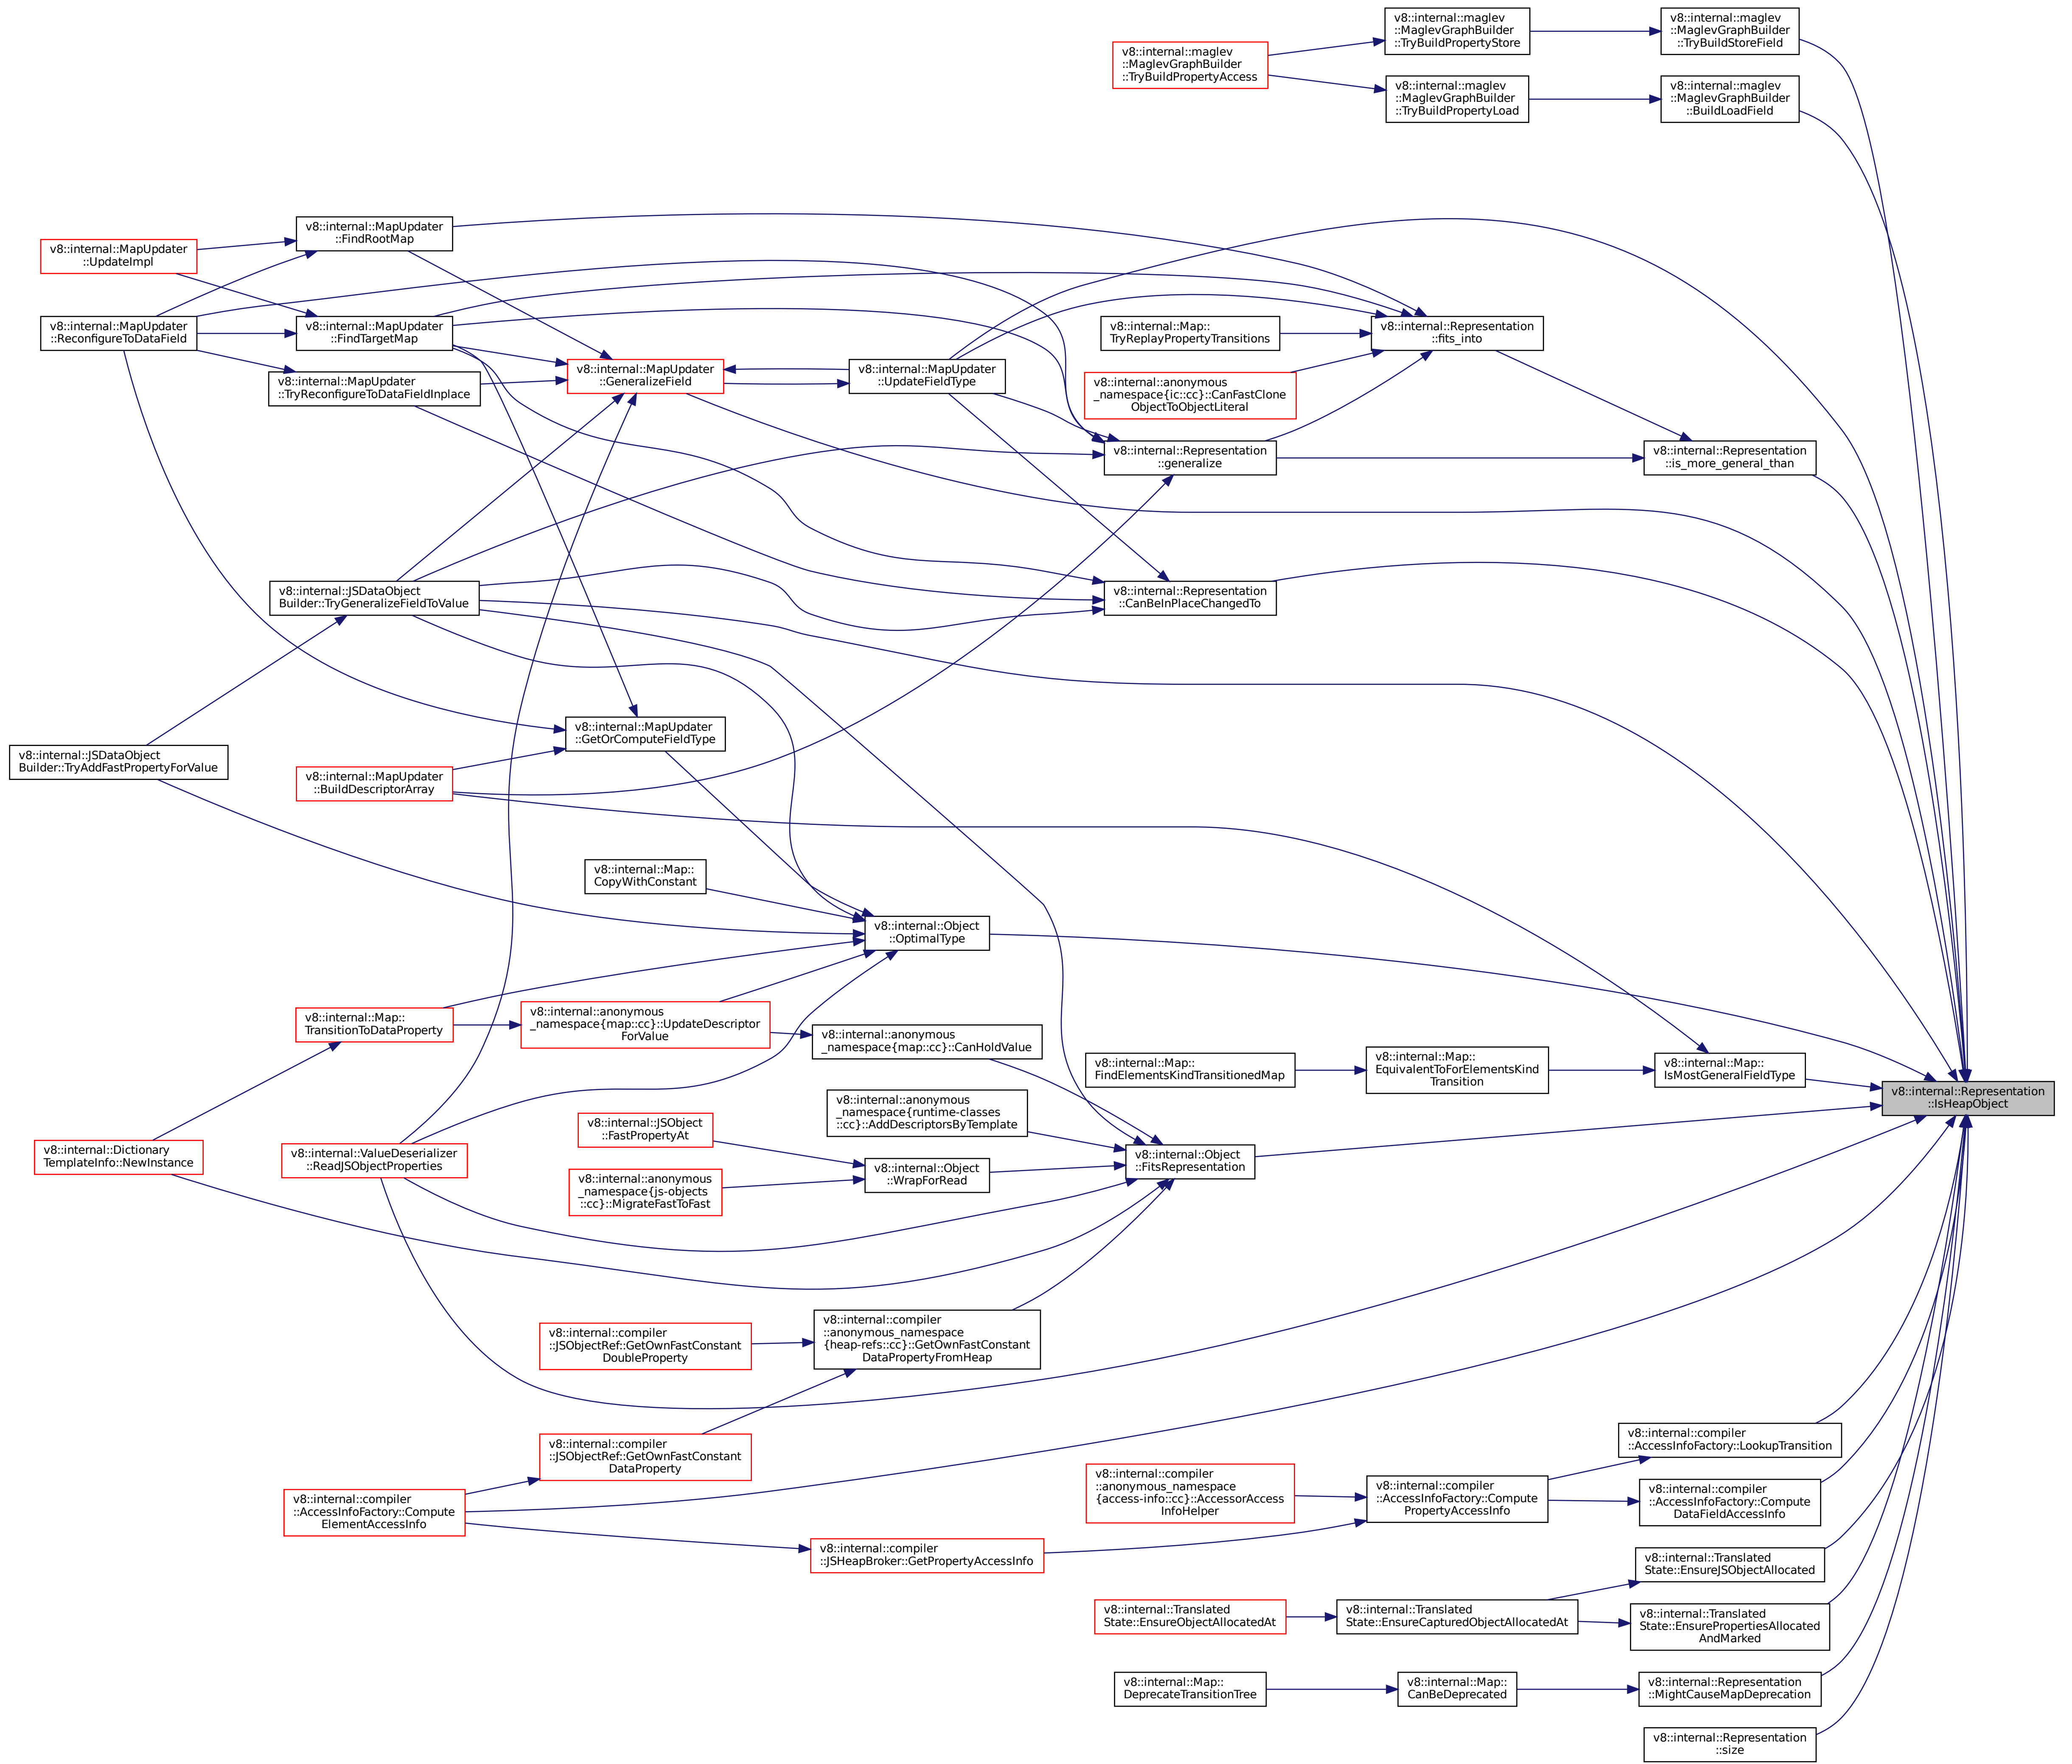 v8::internal::maglev
::MaglevGraphBuilder
::TryBuildPropertyAccess
v8::internal::maglev
::MaglevGraphBuilder
::TryBuildPropertyStore
v8::internal::maglev
::MaglevGraphBuilder
::TryBuildStoreField
v8::internal::maglev
::MaglevGraphBuilder
::TryBuildPropertyLoad
v8::internal::maglev
::MaglevGraphBuilder
::BuildLoadField
v8::internal::MapUpdater
::UpdateImpl
v8::internal::MapUpdater
::FindRootMap
v8::internal::MapUpdater
::ReconfigureToDataField
v8::internal::MapUpdater
::FindTargetMap
v8::internal::MapUpdater
::TryReconfigureToDataFieldInplace
v8::internal::MapUpdater
::GeneralizeField
v8::internal::MapUpdater
::UpdateFieldType
v8::internal::Map::
TryReplayPropertyTransitions
v8::internal::Representation
::fits_into
v8::internal::anonymous
_namespace{ic::cc}::CanFastClone
ObjectToObjectLiteral
v8::internal::Representation
::generalize
v8::internal::Representation
::is_more_general_than
v8::internal::JSDataObject
Builder::TryGeneralizeFieldToValue
v8::internal::Representation
::CanBeInPlaceChangedTo
v8::internal::JSDataObject
Builder::TryAddFastPropertyForValue
v8::internal::MapUpdater
::GetOrComputeFieldType
v8::internal::MapUpdater
::BuildDescriptorArray
v8::internal::Map::
CopyWithConstant
v8::internal::Object
::OptimalType
v8::internal::Map::
TransitionToDataProperty
v8::internal::anonymous
_namespace{map::cc}::UpdateDescriptor
ForValue
v8::internal::anonymous
_namespace{map::cc}::CanHoldValue
v8::internal::Map::
FindElementsKindTransitionedMap
v8::internal::Map::
EquivalentToForElementsKind
Transition
v8::internal::Map::
IsMostGeneralFieldType
v8::internal::Representation
::IsHeapObject
v8::internal::anonymous
_namespace{runtime-classes
::cc}::AddDescriptorsByTemplate
v8::internal::JSObject
::FastPropertyAt
v8::internal::Dictionary
TemplateInfo::NewInstance
v8::internal::ValueDeserializer
::ReadJSObjectProperties
v8::internal::Object
::WrapForRead
v8::internal::Object
::FitsRepresentation
v8::internal::anonymous
_namespace{js-objects
::cc}::MigrateFastToFast
v8::internal::compiler
::JSObjectRef::GetOwnFastConstant
DoubleProperty
v8::internal::compiler
::anonymous_namespace
{heap-refs::cc}::GetOwnFastConstant
DataPropertyFromHeap
v8::internal::compiler
::JSObjectRef::GetOwnFastConstant
DataProperty
v8::internal::compiler
::AccessInfoFactory::LookupTransition
v8::internal::compiler
::AccessInfoFactory::Compute
ElementAccessInfo
v8::internal::compiler
::anonymous_namespace
{access-info::cc}::AccessorAccess
InfoHelper
v8::internal::compiler
::AccessInfoFactory::Compute
PropertyAccessInfo
v8::internal::compiler
::AccessInfoFactory::Compute
DataFieldAccessInfo
v8::internal::compiler
::JSHeapBroker::GetPropertyAccessInfo
v8::internal::Translated
State::EnsureJSObjectAllocated
v8::internal::Translated
State::EnsureObjectAllocatedAt
v8::internal::Translated
State::EnsureCapturedObjectAllocatedAt
v8::internal::Translated
State::EnsurePropertiesAllocated
AndMarked
v8::internal::Map::
DeprecateTransitionTree
v8::internal::Map::
CanBeDeprecated
v8::internal::Representation
::MightCauseMapDeprecation
v8::internal::Representation
::size